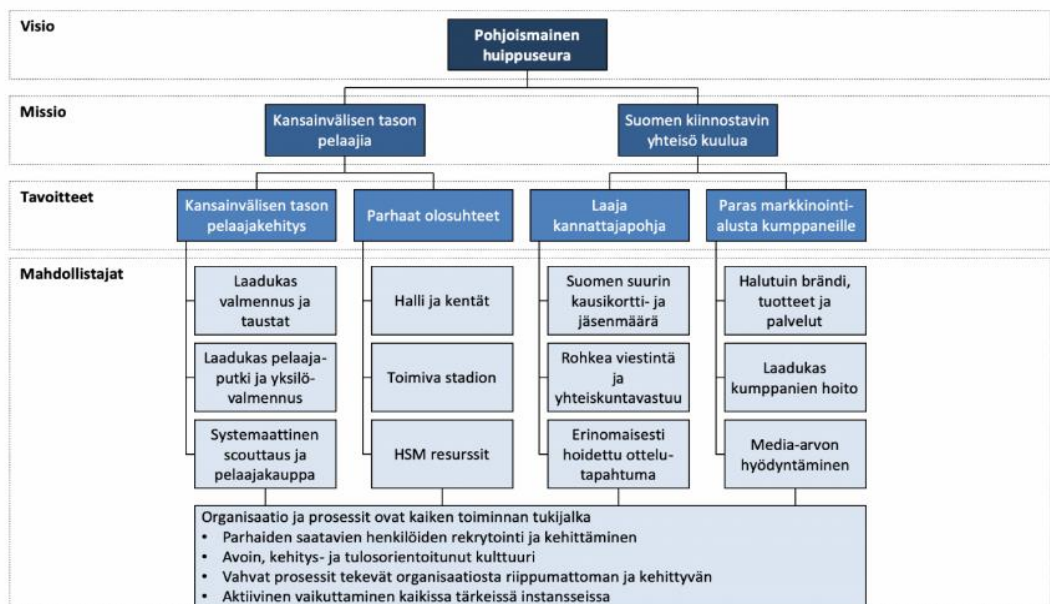 Visio
Pohjoismainen
huippuseura
Missio
Kansainvälisen tason
pelaajia
Suomen kiinnostavin
yhteisö kuulua
Tavoitteet
Kansainvälisen tason
pelaajakehitys
Parhaat olosuhteet
Laaja
kannattajapohja
Paras markkinointi-
alusta kumppaneille
Mahdollistajat
Laadukas
valmennus ja
taustat
Laadukas pelaaja-
putki ja yksilö-
valmennus
Systemaattinen
scouttaus ja
pelaajakauppa
Halli ja kentät
Toimiva stadion
HSM resurssit
Suomen suurin
kausikortti- ja
jäsenmäärä
Rohkea viestintä
ja
yhteiskuntavastuu
Erinomaisesti
hoidettu ottelu-
tapahtuma
Halutuin brändi,
tuotteet ja
palvelut
Laadukas
kumppanien hoito
Media-arvon
hyödyntäminen
Organisaatio ja prosessit ovat kaiken toiminnan tukijalka
• Parhaiden saatavien henkilöiden rekrytointi ja kehittäminen
• Avoin, kehitys- ja tulosorientoitunut kulttuuri
• Vahvat prosessit tekevät organisaatiosta riippumattoman ja kehittyvän
• Aktiivinen vaikuttaminen kaikissa tärkeissä instansseissa